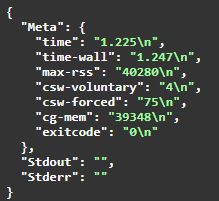 {
  "Meta": {
    "time": "1.225\n",
    "time-wall": "1.247\n",
    "max-rss": "40280\n",
    "csw-voluntary": "4\n",
    "csw-forced": "75\n",
    "cg-mem": "39348\n",
    "exitcode": "0\n"
  },
  "Stdout": "",
  "Stderr": ""
}